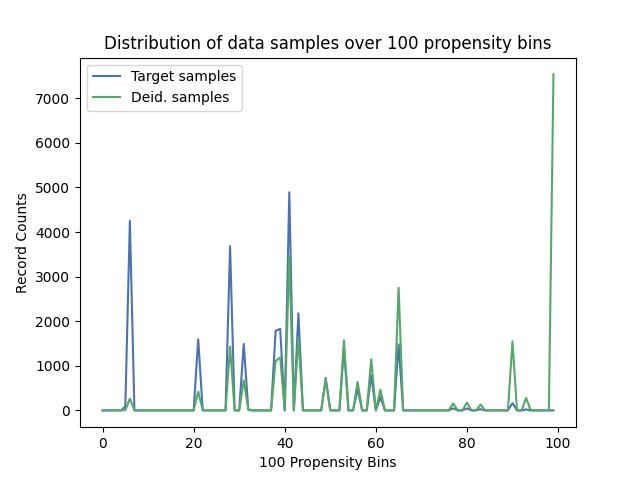 Distribution of data samples over 100 propensity bins
Target samples
Deid. samples
7000
6000
5000
4000
3000
2000
1000
0
Record Counts
0 20 40 60 80 100
100 Propensity Bins